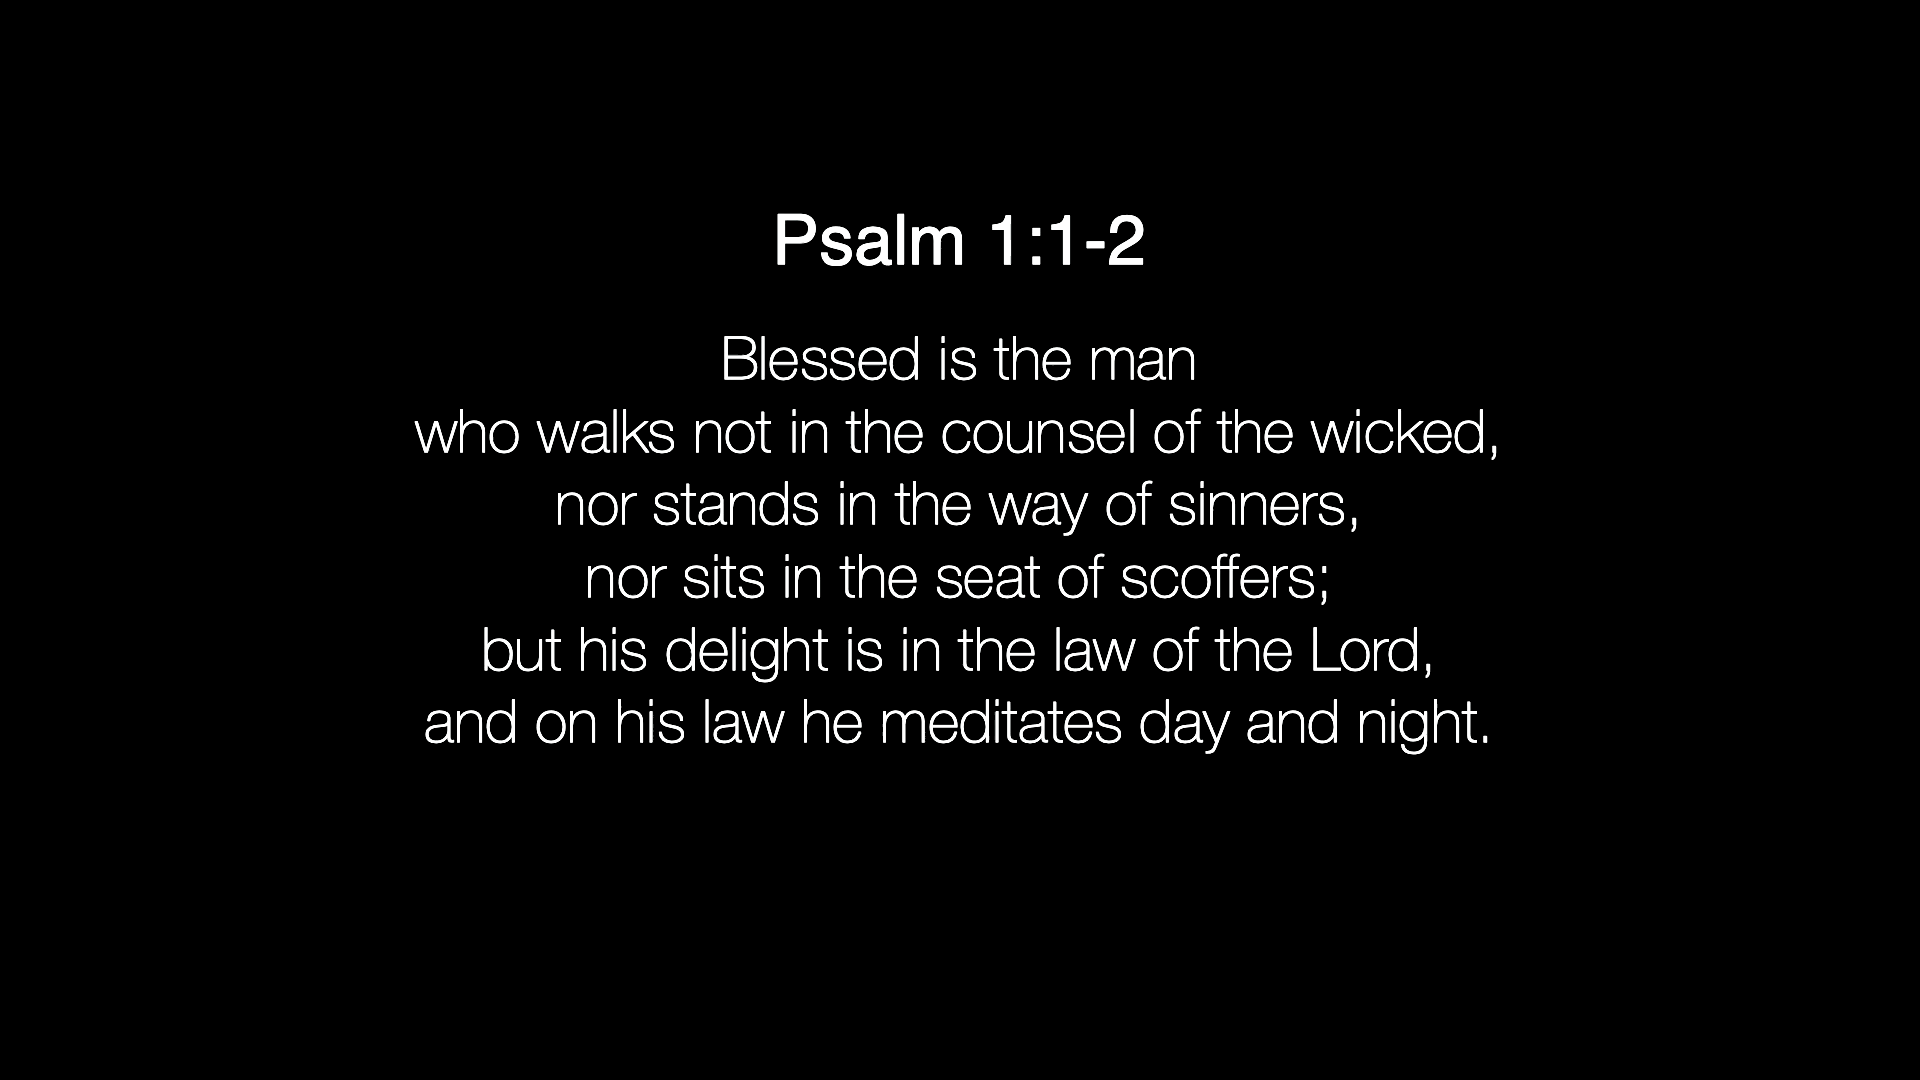 Psalm 1:1-2
Blessed is the man
who walks not in the counsel of the wicked,
nor stands in the way of sinners,
nor sits in the seat of scoffers;
but his delight is in the law of the Lord,
and on his law he meditates day and night.